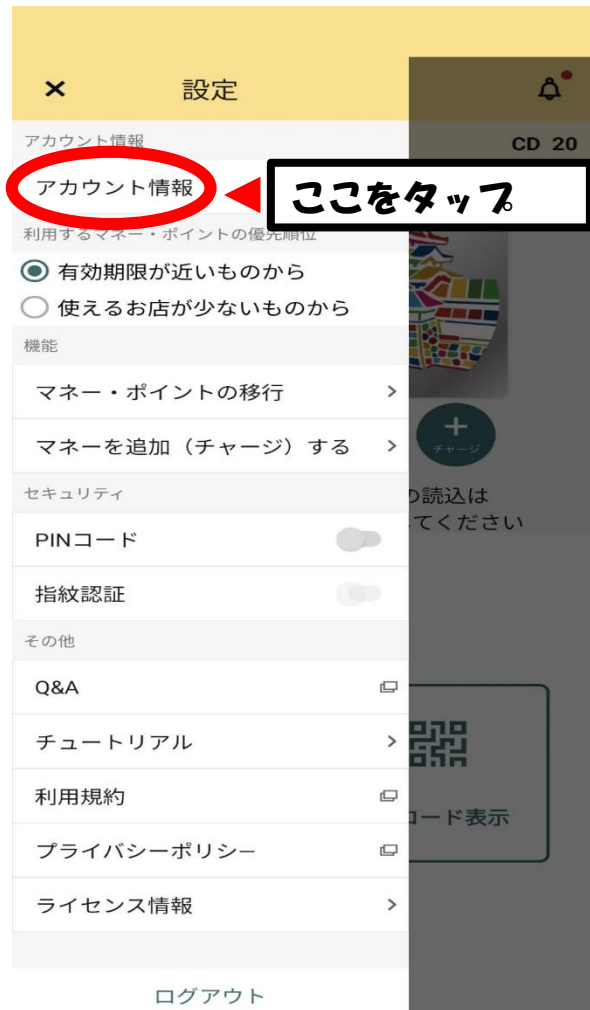 × 設定
アカウント情報
CD 20
アカウント情報
ここをタップ
利用するマネー・ポイントの優先順位
有効期限が近いものから
使えるお店が少ないものから
機能
マネー・ポイントの移行 >
マネーを追加（チャージ）する >
+
チャージ
セキュリティ
の読込は
てください
PINコード
指紋認証
その他
Q&A
チュートリアル >
利用規約
コード表示
プライバシーポリシー
ライセンス情報 >
ログアウト